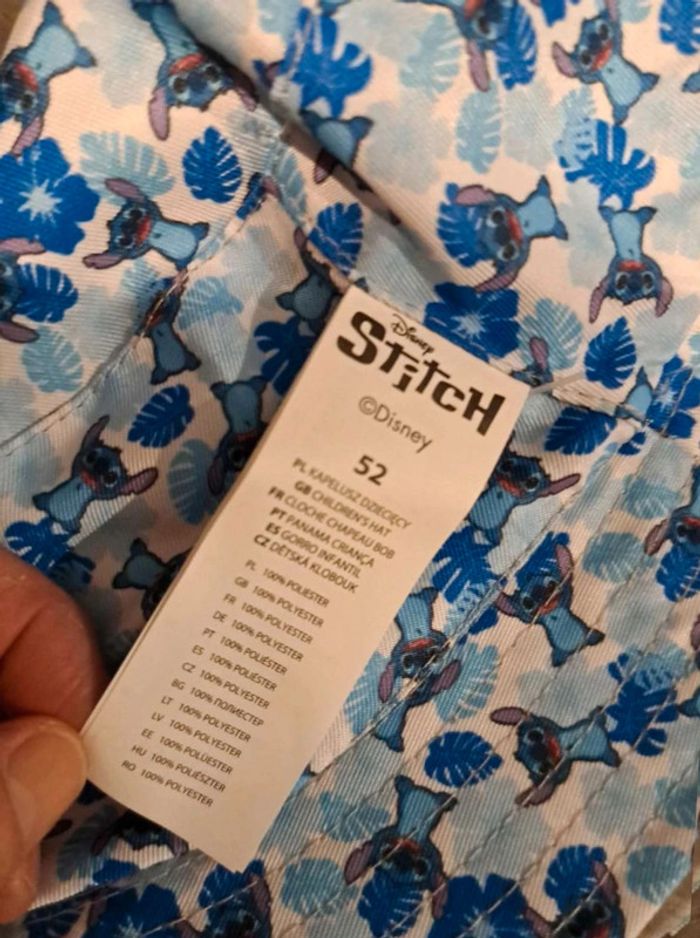 Disney
STiTCH
©Disney
52
PL KAPELUSZ DZIECIĘCY
GB CHILDREN'S HAT
FR CLOCHE CHAPEAU BOB
PT PANAMA CRIANÇA
ES GORRO INFANTIL
CZ DĚTSKÁ KLOBOUK
PL 100% POLIESTER
GB 100% POLYESTER
FR 100% POLYESTER
DE 100% POLYESTER
PT 100% POLIÉSTER
ES 100% POLIÉSTER
CZ 100% POLYESTER
BG 100% ПОЛИЕСТЕР
LT 100% POLYESTER
LV 100% POLYESTER
EE 100% POLÜESTER
HU 100% POLIÉSZTER
RO 100% POLYESTER